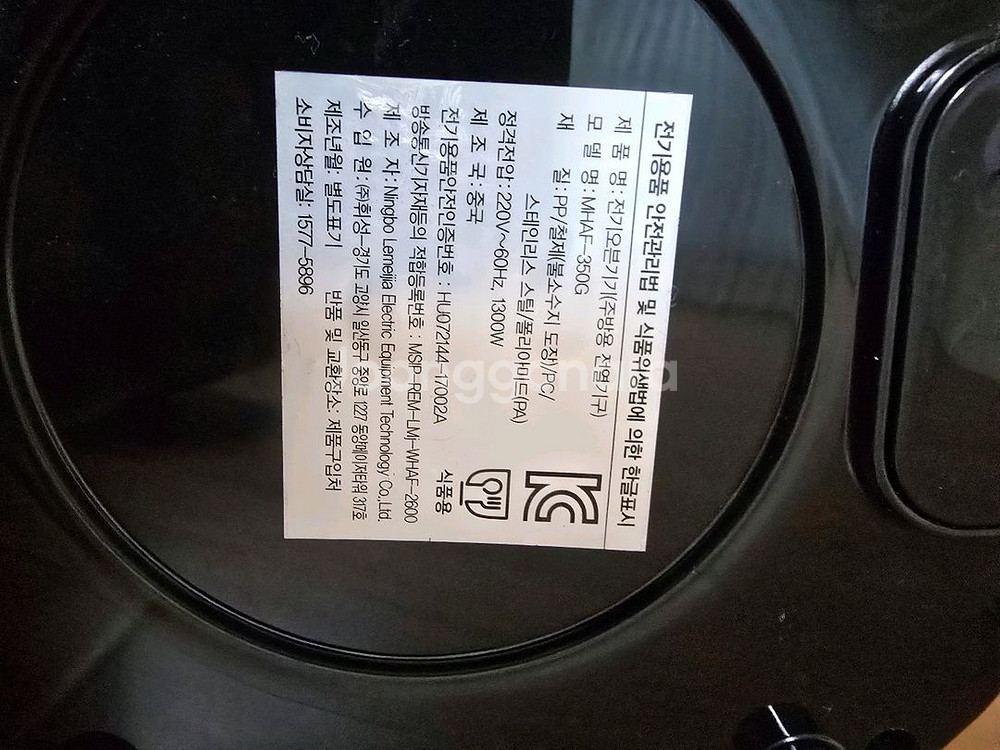 전기용품 안전관리법 및 식품위생법에 의한 한글표시
제 품 명:전기오븐기기(주방용 전열기구)
모 델 명:MHAF-350G
재 질:PP/철제(불소수지 도장)/PC/
스테인리스 스틸/폴리아미드(PA)
정격전압:220V~60Hz, 1300W
제 조 국:중국
전기용품안전인증번호 : HU072144-17002A
방송통신기자재등의 적합등록번호 : MSIP-REM-LMj-WHAF-2600
제 조 자:Ningbo Lemeijia Electric Equipment Technology Co.,Ltd.
수 입 원:(주)휘성-경기도 고양시 일산동구 중앙로 1227 동양메이저타워 317호
제조년월: 별도표기 반품 및 교환장소: 제품구입처
소비자상담실: 1577-5896
식품용